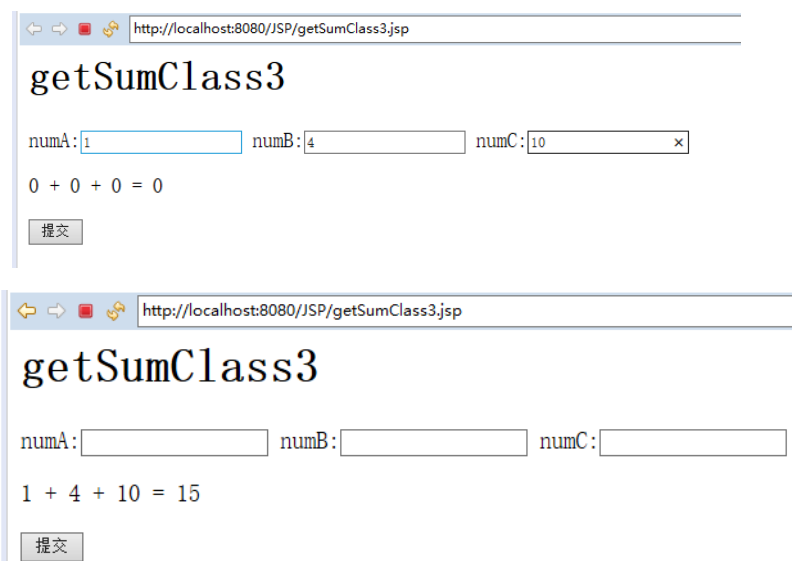 http://localhost:8080/JSP/getSumClass3.jsp
getSumClass3
numA: 1 numB: 4 numC: 10 ×
0 + 0 + 0 = 0
提交
http://localhost:8080/JSP/getSumClass3.jsp
getSumClass3
numA: numB: numC:
1 + 4 + 10 = 15
提交